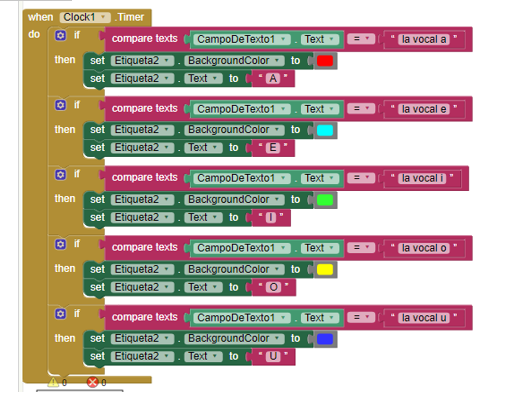 when Clock1 .Timer
do if compare texts CampoDeTexto1 . Text = " la vocal a "
then set Etiqueta2 . BackgroundColor to
set Etiqueta2 . Text to " A "
if compare texts CampoDeTexto1 . Text = " la vocal e "
then set Etiqueta2 . BackgroundColor to
set Etiqueta2 . Text to " E "
if compare texts CampoDeTexto1 . Text = " la vocal i "
then set Etiqueta2 . BackgroundColor to
set Etiqueta2 . Text to " I "
if compare texts CampoDeTexto1 . Text = " la vocal o "
then set Etiqueta2 . BackgroundColor to
set Etiqueta2 . Text to " O "
if compare texts CampoDeTexto1 . Text = " la vocal u "
then set Etiqueta2 . BackgroundColor to
set Etiqueta2 . Text to " U "
0 0